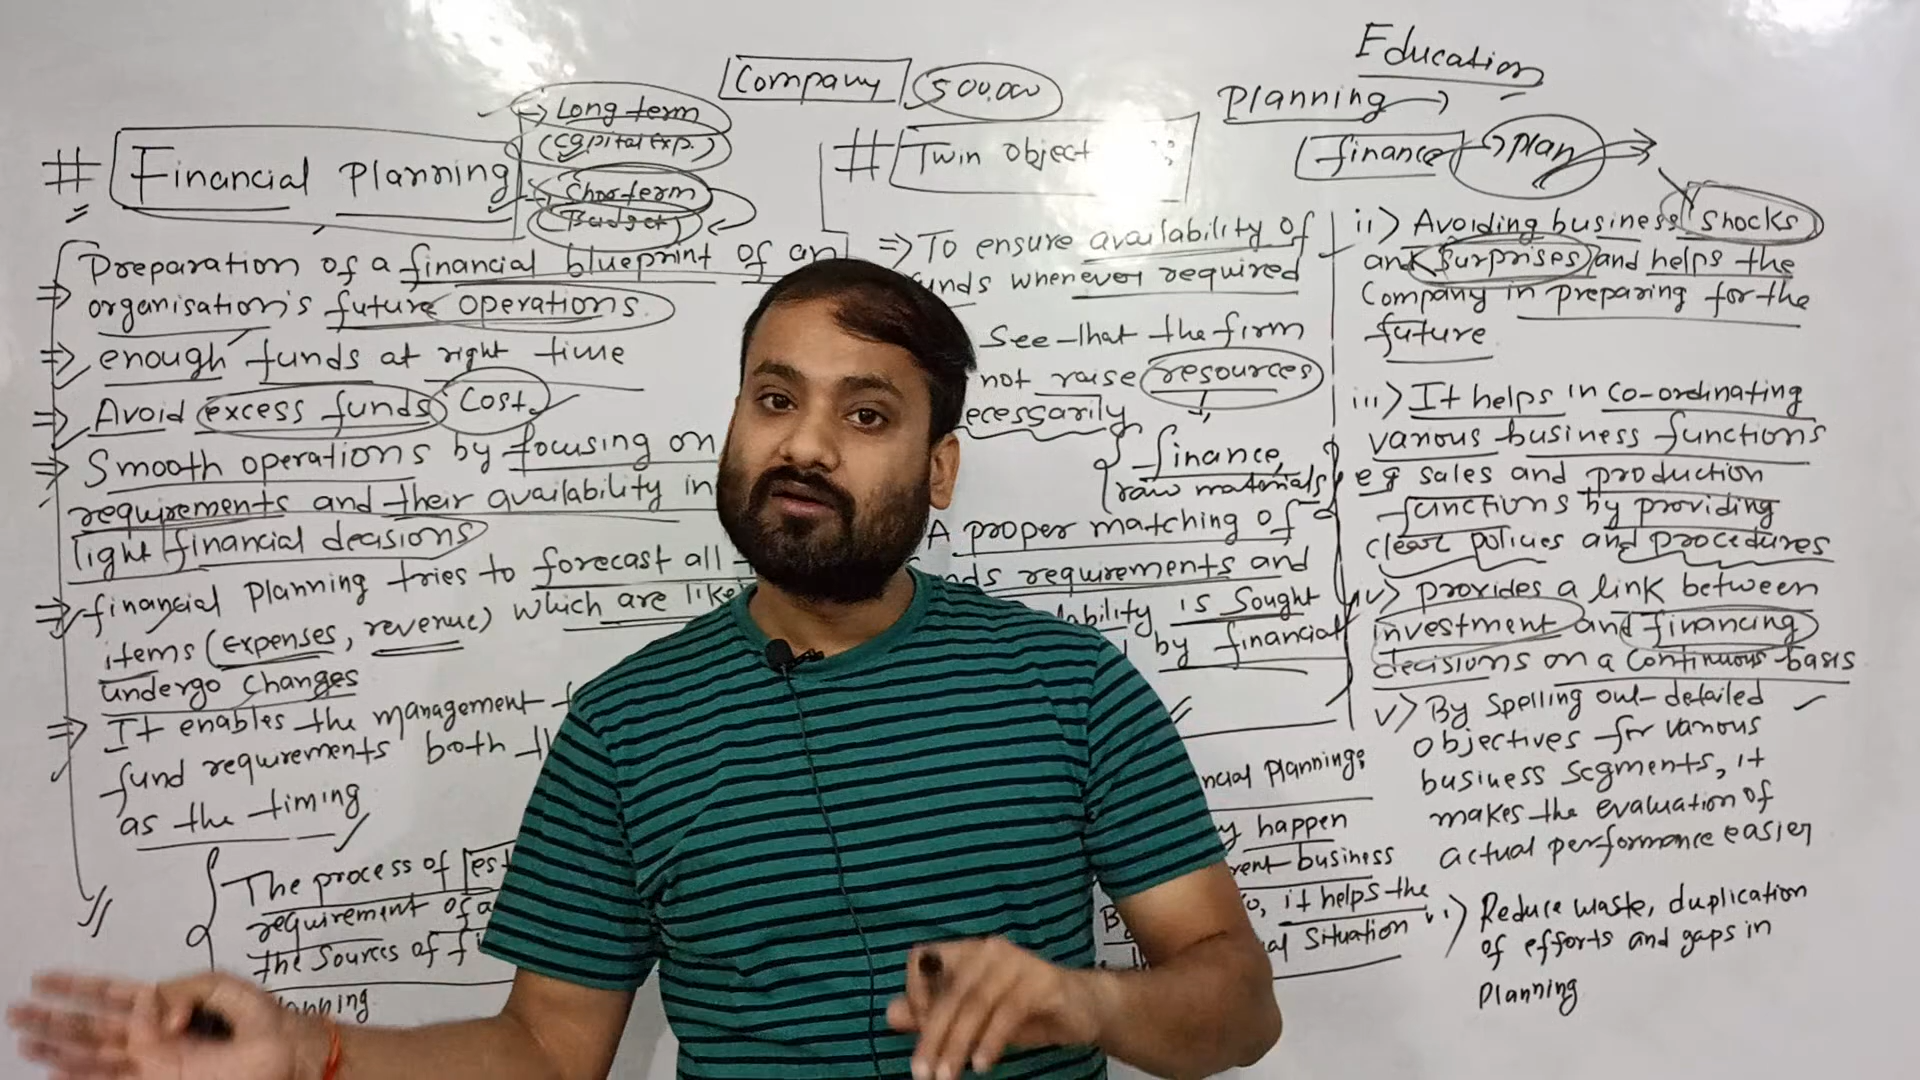 Education
Company 500,000
Planning →
finance → Plan
# Financial Planning
→ Long term
(Capital Exp.)
→ Shorterm
(Budget)
⇒ Preparation of a financial blueprint of an
organisation's future operations.
⇒ enough funds at right time
⇒ Avoid excess funds Cost
⇒ Smooth operations by focusing on
requirements and their availability in
light financial decisions
⇒ financial planning tries to forecast all
items (expenses, revenue) which are
undergo changes
⇒ It enables the management
fund requirements both
as the timing
The process of
requirement of
the sources of
# Twin object
⇒ To ensure availability of
funds whenever required
See that the firm
not raise resources
finance,
raw materials
A proper matching of
requirements and
is sought
by financial
Planning:
happen
business
it helps the
Situation
ii) Avoiding business shocks
and surprises and helps the
Company in preparing for the
future
iii) It helps in co-ordinating
various business functions
eg sales and production
functions by providing
clear policies and procedures
iv) provides a link between
investment and financing
decisions on a continuous basis
v) By spelling out detailed
objectives for various
business segments, it
makes the evaluation of
actual performance easier
vi) Reduce waste, duplication
of efforts and gaps in
Planning